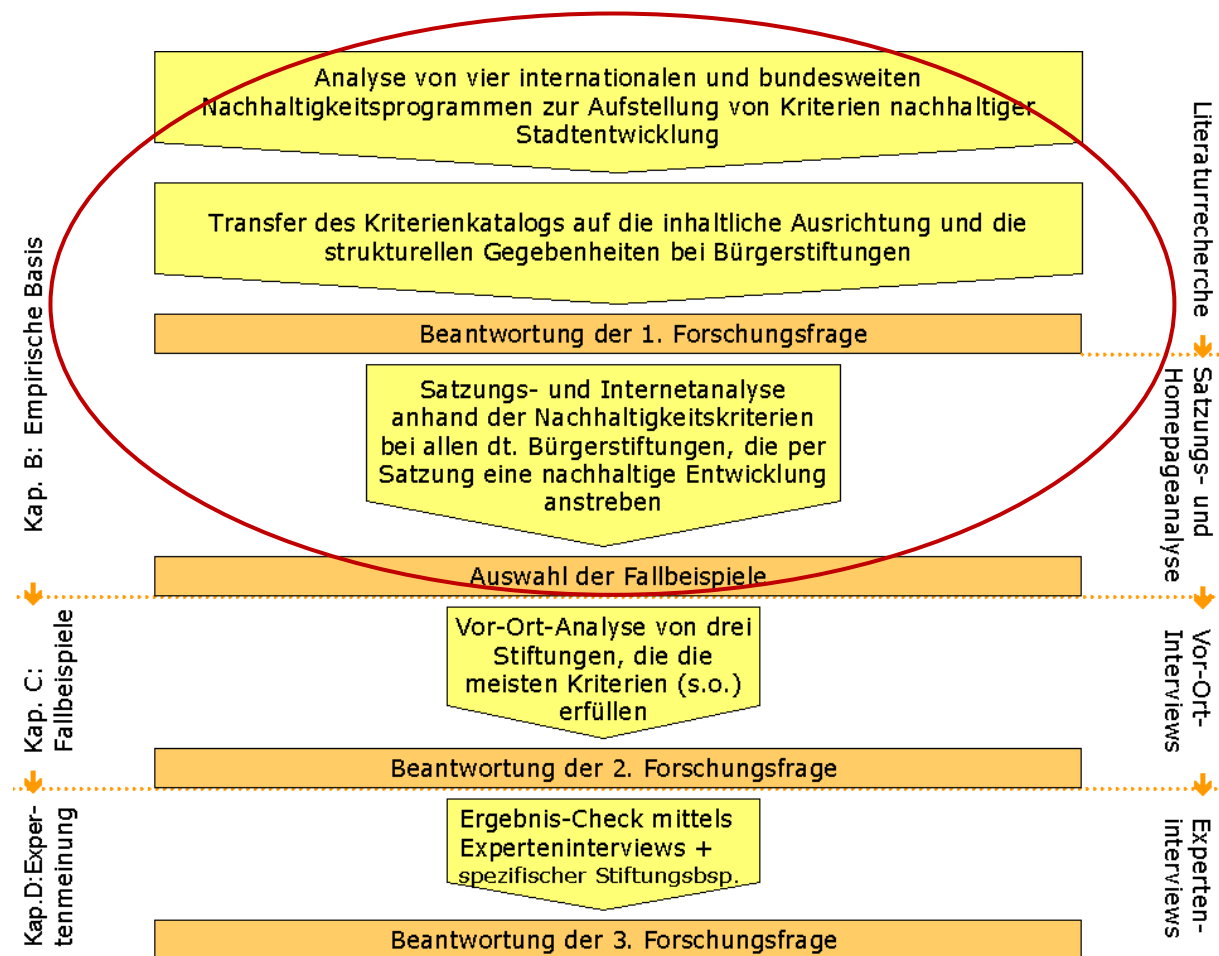 Analyse von vier internationalen und bundesweiten
Nachhaltigkeitsprogrammen zur Aufstellung von Kriterien nachhaltiger
Stadtentwicklung
Transfer des Kriterienkatalogs auf die inhaltliche Ausrichtung und die
strukturellen Gegebenheiten bei Bürgerstiftungen
Beantwortung der 1. Forschungsfrage
Satzungs- und Internetanalyse
anhand der Nachhaltigkeitskriterien
bei allen dt. Bürgerstiftungen, die per
Satzung eine nachhaltige Entwicklung
anstreben
Auswahl der Fallbeispiele
Vor-Ort-Analyse von drei
Stiftungen, die die
meisten Kriterien (s.o.)
erfüllen
Beantwortung der 2. Forschungsfrage
Ergebnis-Check mittels
Experteninterviews +
spezifischer Stiftungsbsp.
Beantwortung der 3. Forschungsfrage
Kap. B: Empirische Basis
Kap. C:
Fallbeispiele
Kap.D:Exper-
tenmeinung
Literaturrecherche
Satzungs- und
Homepageanalyse
Vor-Ort-
Interviews
Experten-
interviews